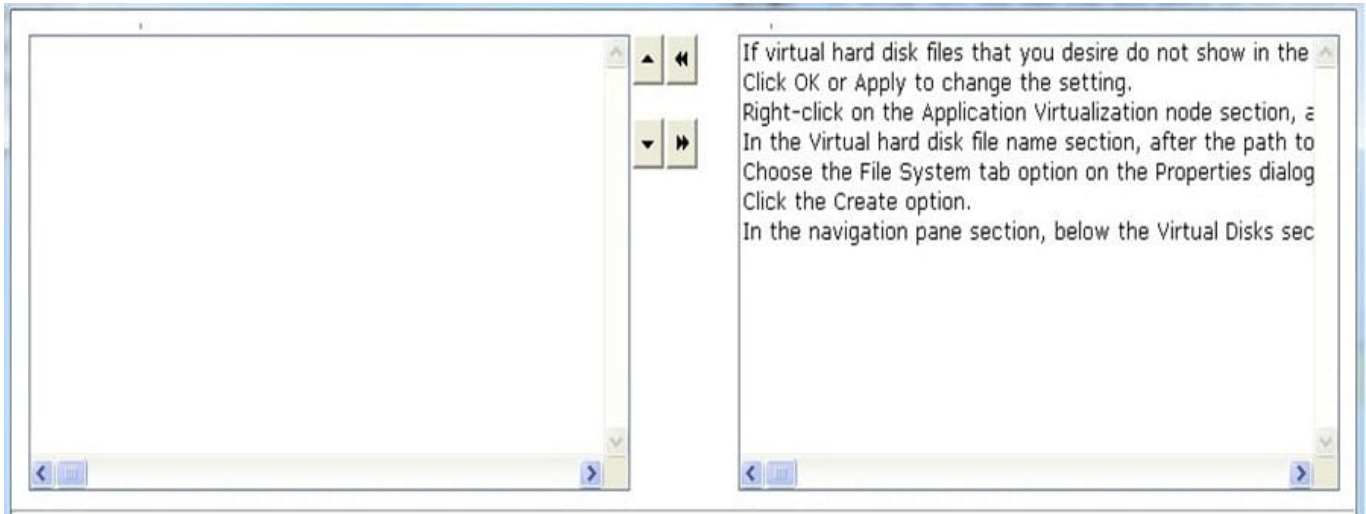 If virtual hard disk files that you desire do not show in the
Click OK or Apply to change the setting.
Right-click on the Application Virtualization node section, a
In the Virtual hard disk file name section, after the path to
Choose the File System tab option on the Properties dialog
Click the Create option.
In the navigation pane section, below the Virtual Disks sec